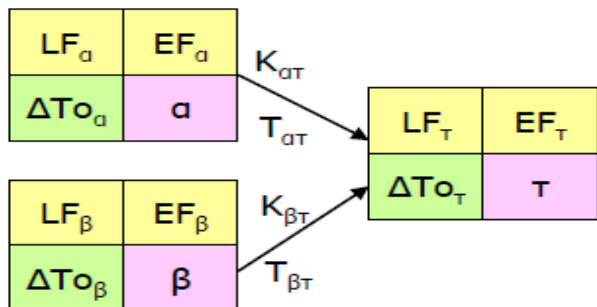 LFα EFα
ΔToα α
Kατ
Tατ
LFτ EFτ
ΔToτ τ
LFβ EFβ
ΔToβ β
Kβτ
Tβτ